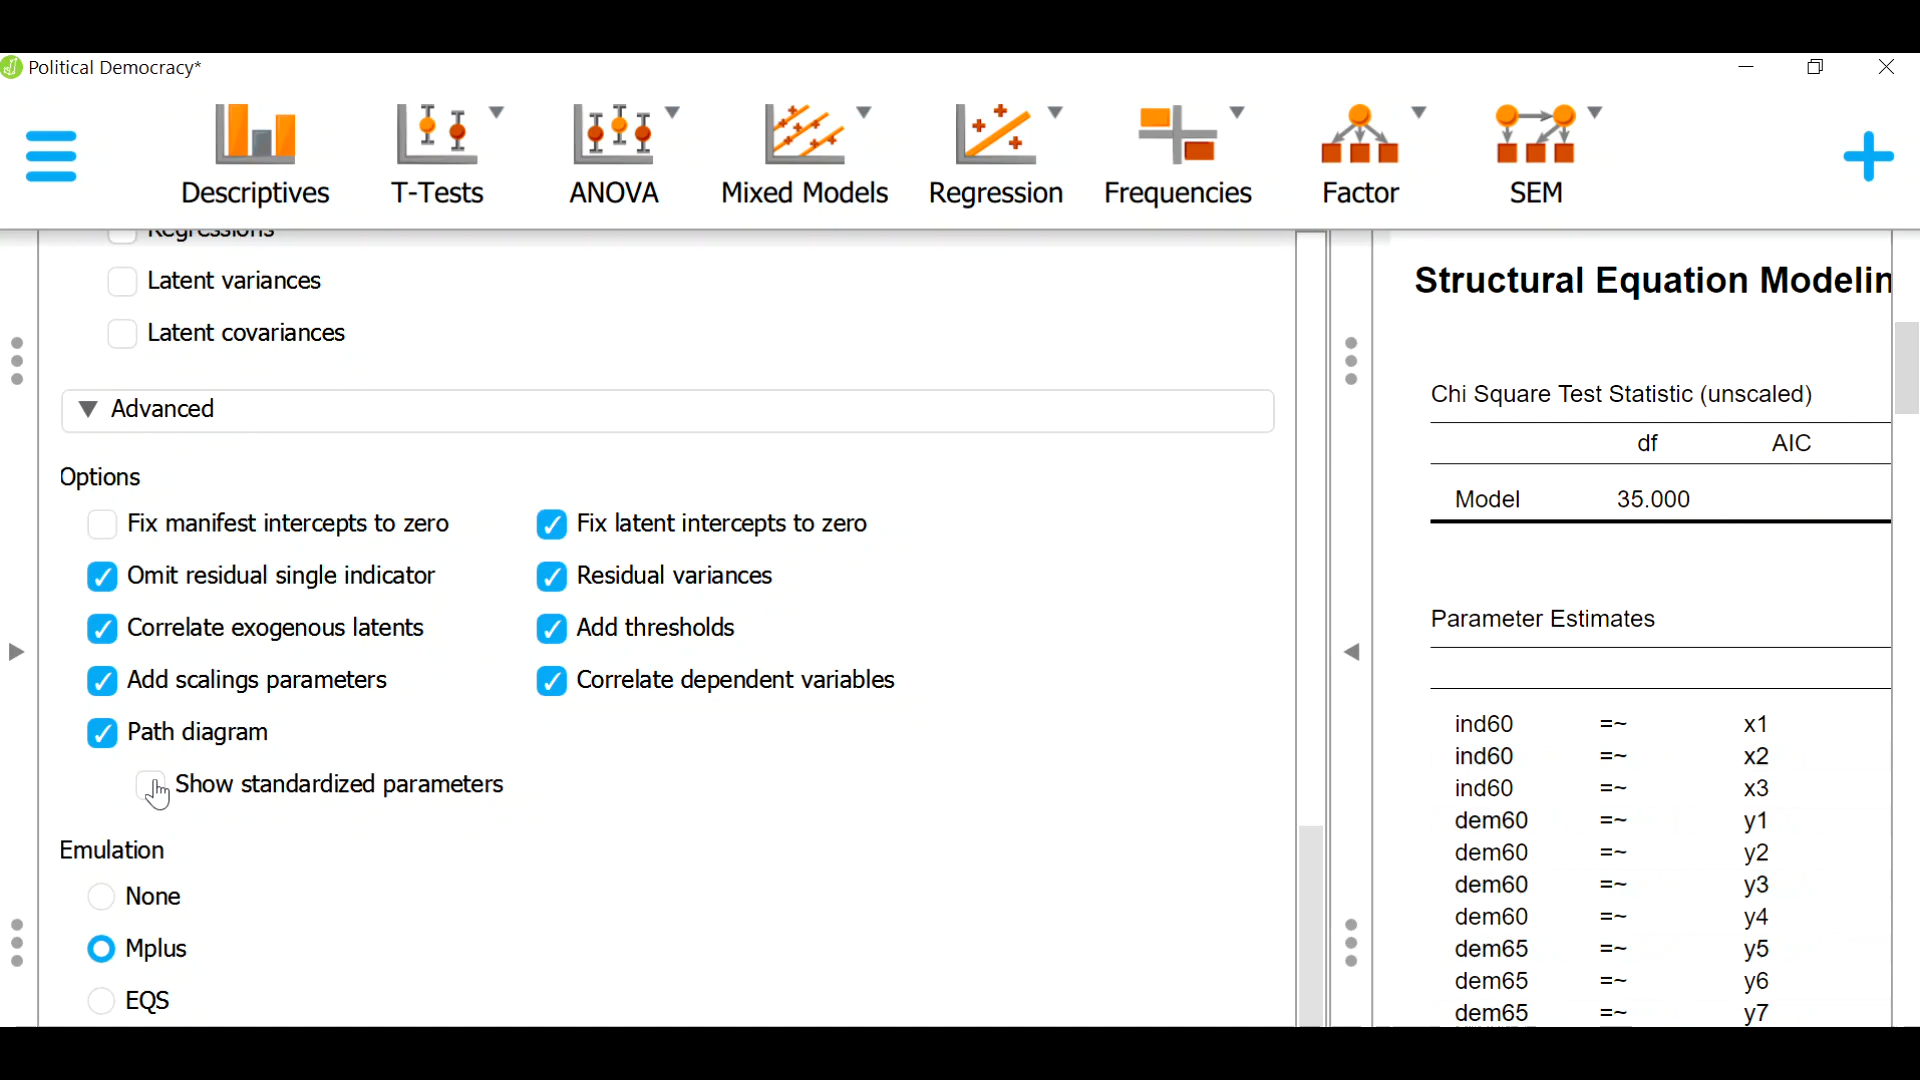 Political Democracy*
Descriptives T-Tests ANOVA Mixed Models Regression Frequencies Factor SEM
Regressions
Latent variances
Latent covariances
Advanced
Options
Fix manifest intercepts to zero Fix latent intercepts to zero
Omit residual single indicator Residual variances
Correlate exogenous latents Add thresholds
Add scalings parameters Correlate dependent variables
Path diagram
Show standardized parameters
Emulation
None
Mplus
EQS
Structural Equation Modelin
Chi Square Test Statistic (unscaled)
df AIC
Model 35.000
Parameter Estimates
ind60 =~ x1
ind60 =~ x2
ind60 =~ x3
dem60 =~ y1
dem60 =~ y2
dem60 =~ y3
dem60 =~ y4
dem65 =~ y5
dem65 =~ y6
dem65 =~ y7